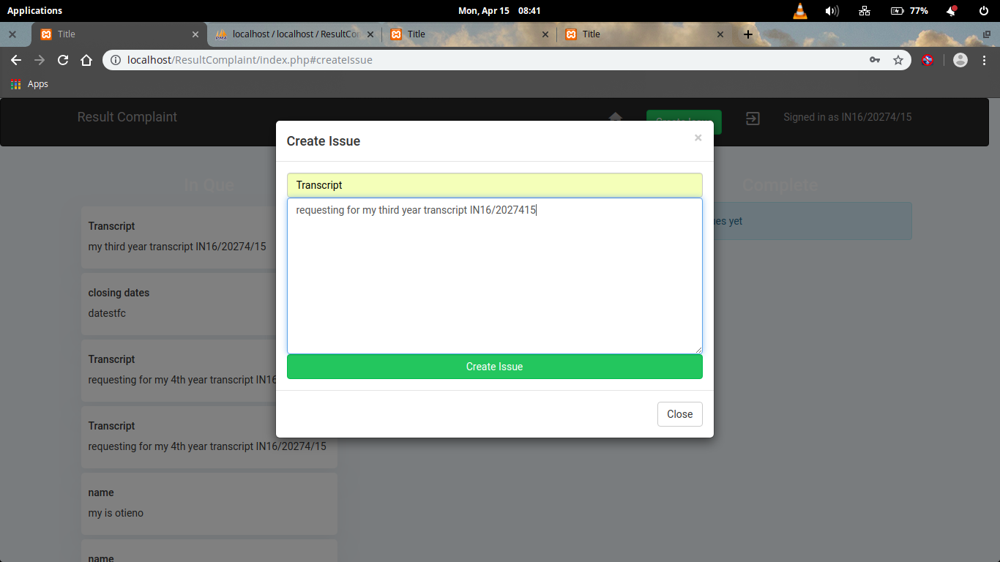 Applications
Mon, Apr 15 08:41
77%
Title
localhost / localhost / ResultCo
Title
Title
localhost/ResultComplaint/index.php#createIssue
Apps
Result Complaint
Signed in as IN16/20274/15
Create Issue
×
In Que
Complete
Transcript
requesting for my third year transcript IN16/2027415
Create Issue
Close
es yet
Transcript
my third year transcript IN16/20274/15
closing dates
datestfc
Transcript
requesting for my 4th year transcript IN16
Transcript
requesting for my 4th year transcript IN16/20274/15
name
my is otieno
name